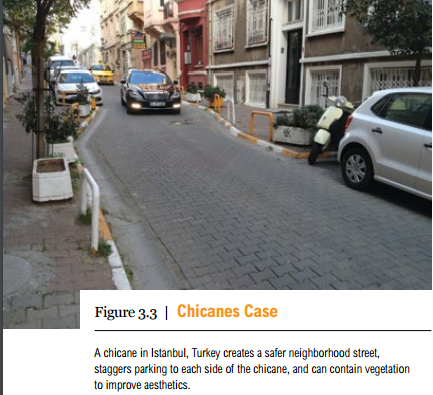 Figure 3.3 | Chicanes Case
A chicane in Istanbul, Turkey creates a safer neighborhood street,
staggers parking to each side of the chicane, and can contain vegetation
to improve aesthetics.